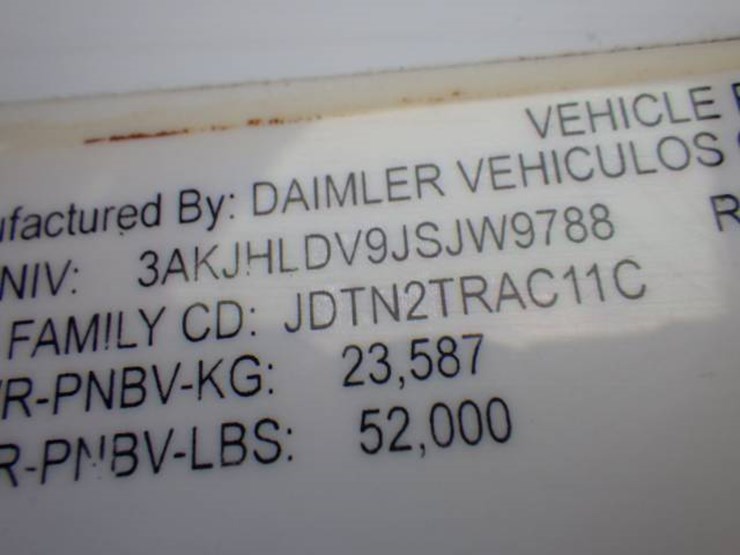 VEHICLE
ufactured By: DAIMLER VEHICULOS
NIV: 3AKJHLDV9JSJW9788 R
FAMILY CD: JDTN2TRAC11C
R-PNBV-KG: 23,587
R-PNBV-LBS: 52,000